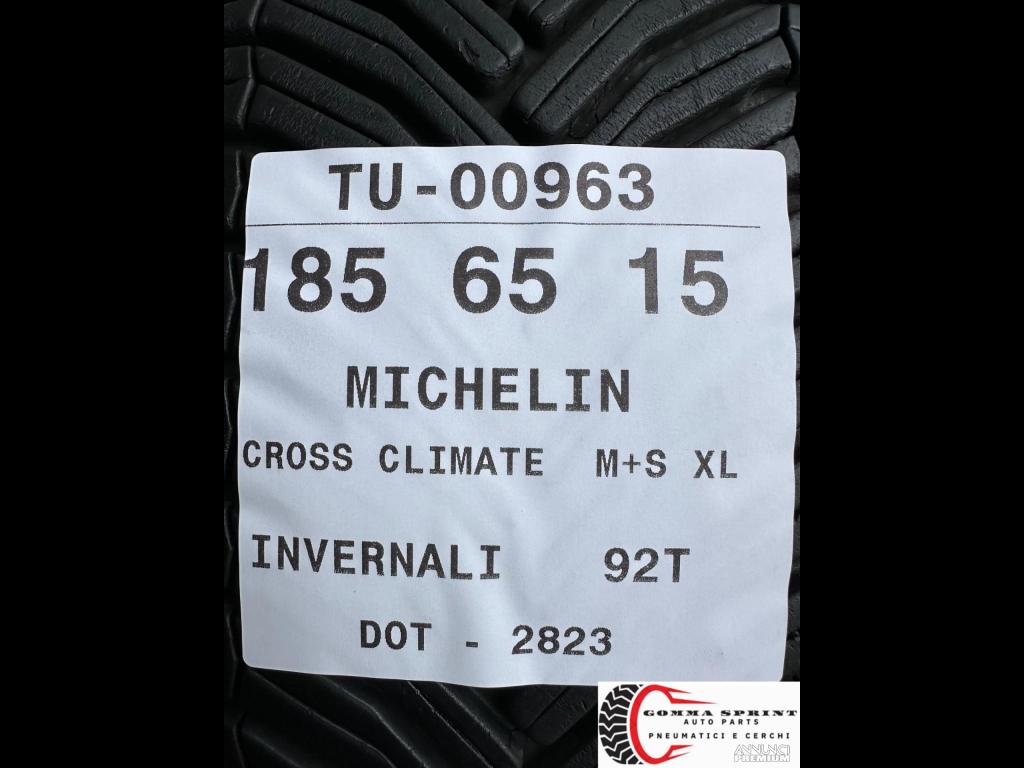 TU-00963
185 65 15
MICHELIN
CROSS CLIMATE M+S XL
INVERNALI 92T
DOT - 2823
GOMMA SPRINT
AUTO PARTS
PNEUMATICI E CERCHI
ANNUNCI
PREMIUM